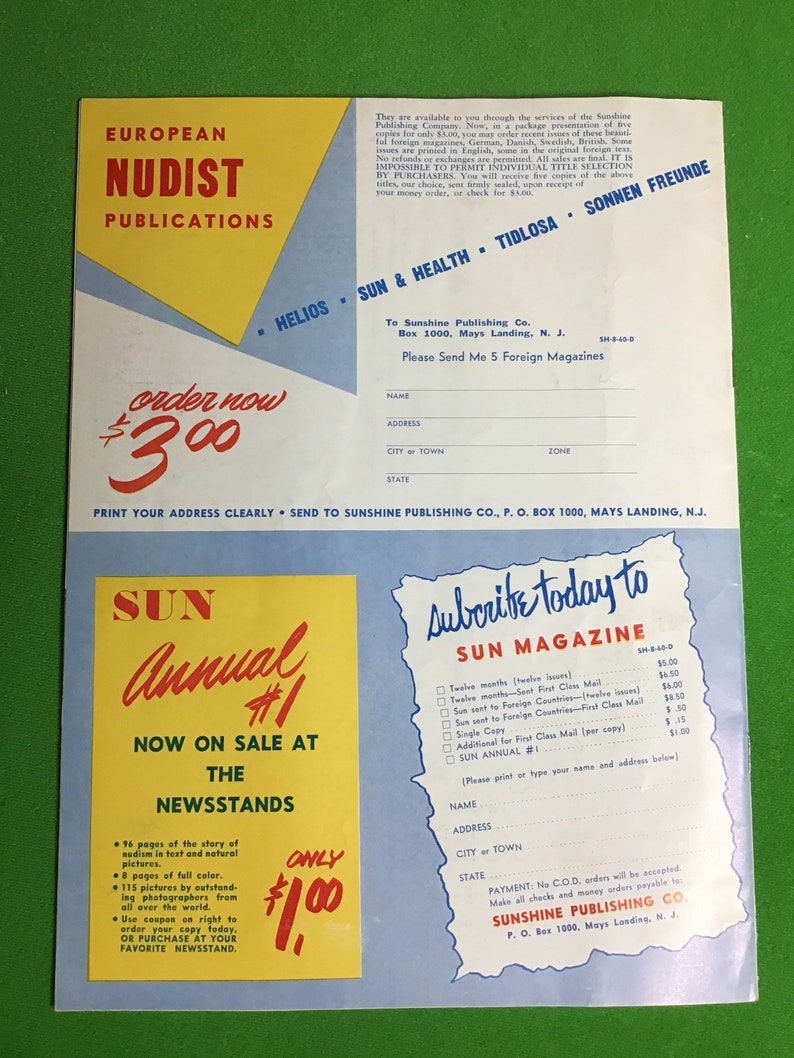 EUROPEAN
NUDIST
PUBLICATIONS
They are available to you through the services of the Sunshine
Publishing Company. Now, in a package presentation of five
copies for only $3.00, you may order recent issues of these beauti-
ful foreign magazines, German, Danish, Swedish, British. Some
issues are printed in English, some in the original foreign text.
No refunds or exchanges are permitted. All sales are final. IT IS
IMPOSSIBLE TO PERMIT INDIVIDUAL TITLE SELECTION
BY PURCHASERS. You will receive five copies of the above
titles, our choice, sent firmly sealed, upon receipt of
your money order, or check for $3.00.
• HELIOS • SUN & HEALTH • TIDLOSA • SONNEN FREUNDE
To Sunshine Publishing Co.
Box 1000, Mays Landing, N. J.
SH-8-60-D
Please Send Me 5 Foreign Magazines
NAME
ADDRESS
CITY or TOWN ZONE
STATE
order now
$3.00
PRINT YOUR ADDRESS CLEARLY • SEND TO SUNSHINE PUBLISHING CO., P. O. BOX 1000, MAYS LANDING, N.J.
SUN
Annual
#1
NOW ON SALE AT
THE
NEWSSTANDS
• 96 pages of the story of
nudism in text and natural
pictures.
• 8 pages of full color.
• 115 pictures by outstand-
ing photographers from
all over the world.
• Use coupon on right to
order your copy today,
OR PURCHASE AT YOUR
FAVORITE NEWSSTAND.
ONLY
$1.00
subcribe today to
SUN MAGAZINE
SH-8-60-D
Twelve months (twelve issues) $5.00
Twelve months—Sent First Class Mail $6.50
Sun sent to Foreign Countries—(twelve issues) $6.00
Sun sent to Foreign Countries—First Class Mail $8.50
Single Copy $ .50
Additional for First Class Mail (per copy) $ .15
SUN ANNUAL #1 $1.00
(Please print or type your name and address below)
NAME
ADDRESS
CITY or TOWN
STATE
PAYMENT: No C.O.D. orders will be accepted.
Make all checks and money orders payable to:
SUNSHINE PUBLISHING CO.
P. O. Box 1000, Mays Landing, N. J.